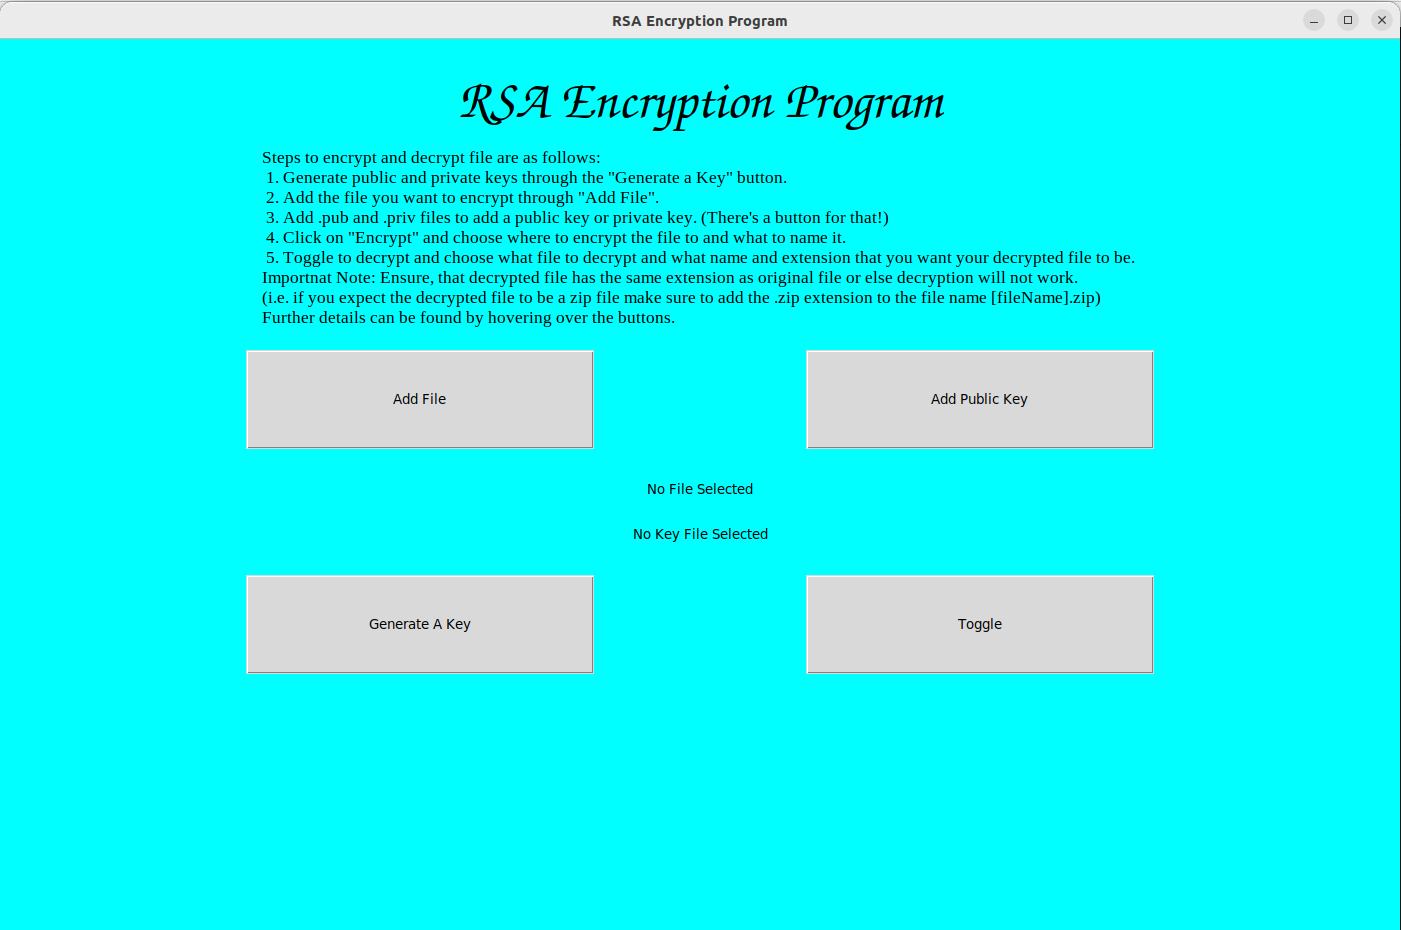 RSA Encryption Program
RSA Encryption Program
Steps to encrypt and decrypt file are as follows:
1. Generate public and private keys through the "Generate a Key" button.
2. Add the file you want to encrypt through "Add File".
3. Add .pub and .priv files to add a public key or private key. (There's a button for that!)
4. Click on "Encrypt" and choose where to encrypt the file to and what to name it.
5. Toggle to decrypt and choose what file to decrypt and what name and extension that you want your decrypted file to be.
Importnat Note: Ensure, that decrypted file has the same extension as original file or else decryption will not work.
(i.e. if you expect the decrypted file to be a zip file make sure to add the .zip extension to the file name [fileName].zip)
Further details can be found by hovering over the buttons.
Add File
Add Public Key
No File Selected
No Key File Selected
Generate A Key
Toggle